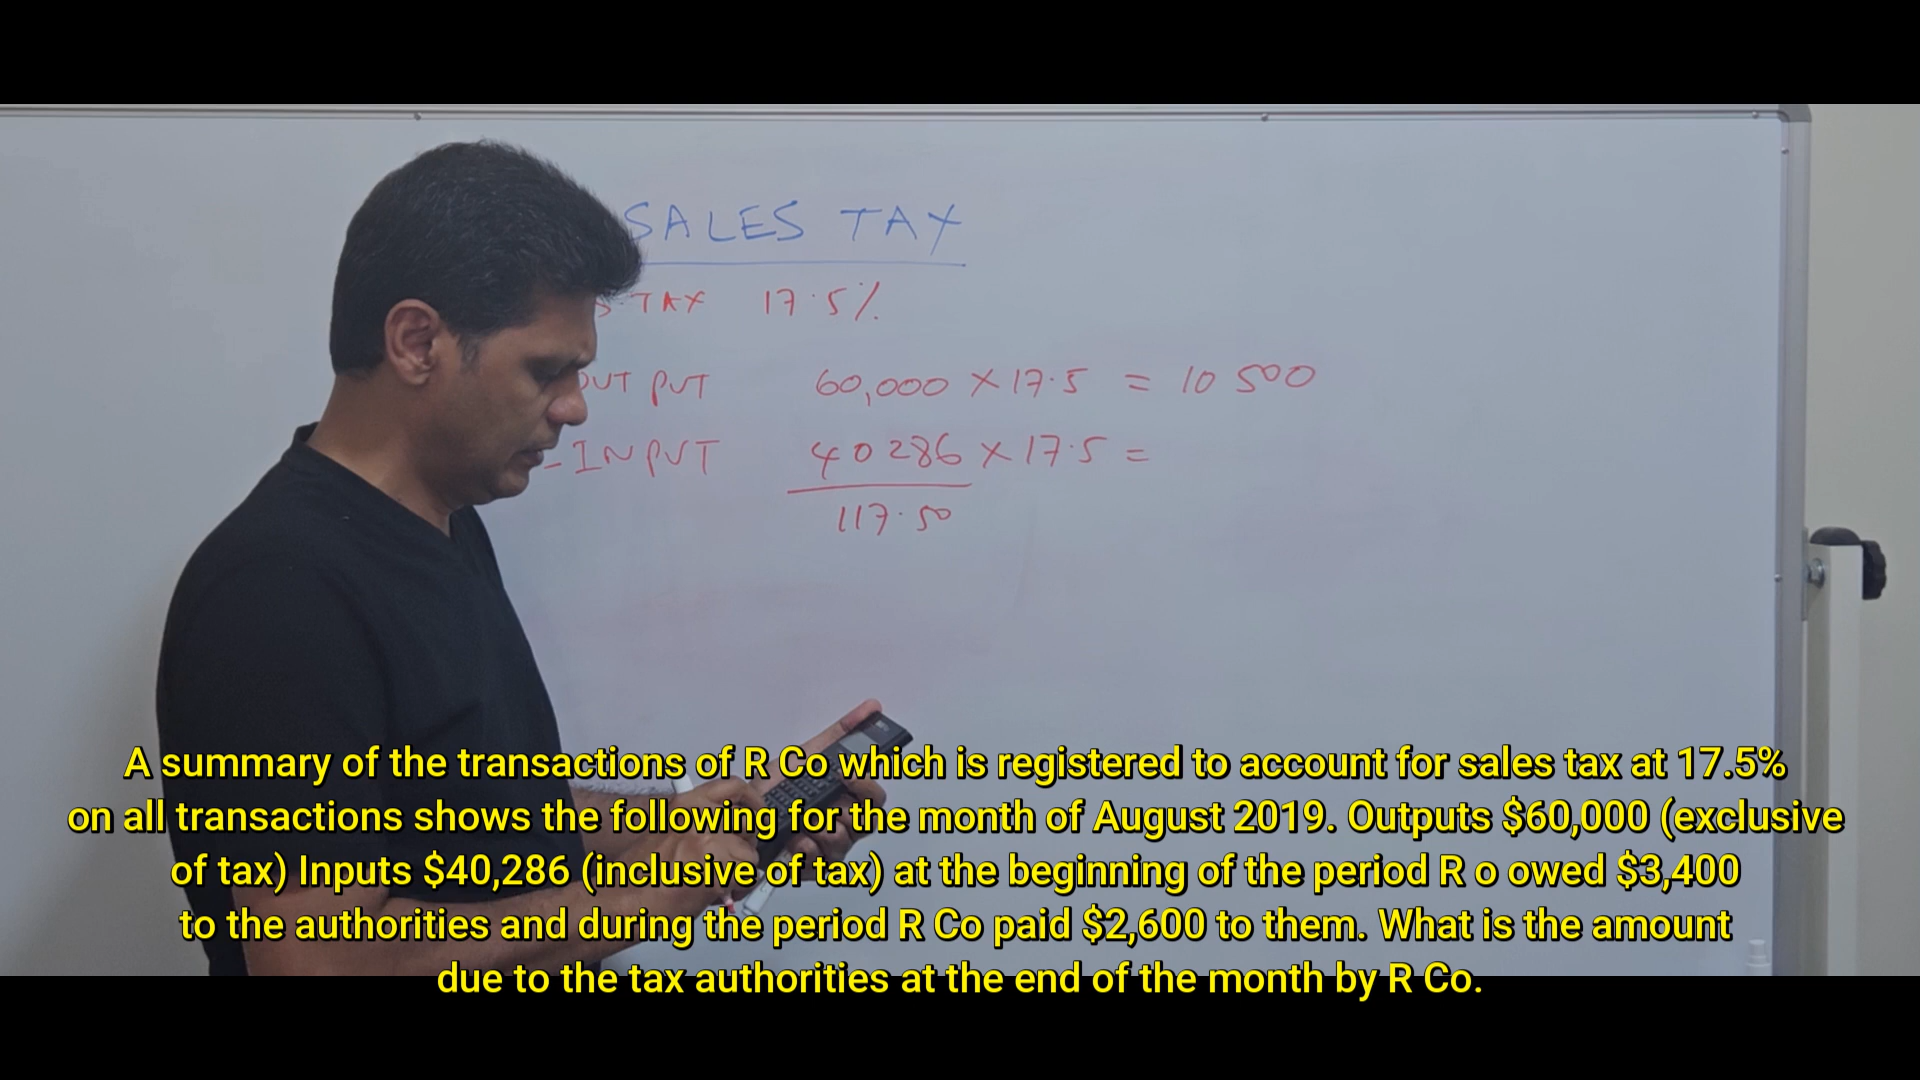 SALES TAX
TAX 17.5%
OUTPUT 60,000 X 17.5 = 10 500
-INPUT 40286 X 17.5 =
117.50
A summary of the transactions of R Co which is registered to account for sales tax at 17.5%
on all transactions shows the following for the month of August 2019. Outputs $60,000 (exclusive
of tax) Inputs $40,286 (inclusive of tax) at the beginning of the period R o owed $3,400
to the authorities and during the period R Co paid $2,600 to them. What is the amount
due to the tax authorities at the end of the month by R Co.